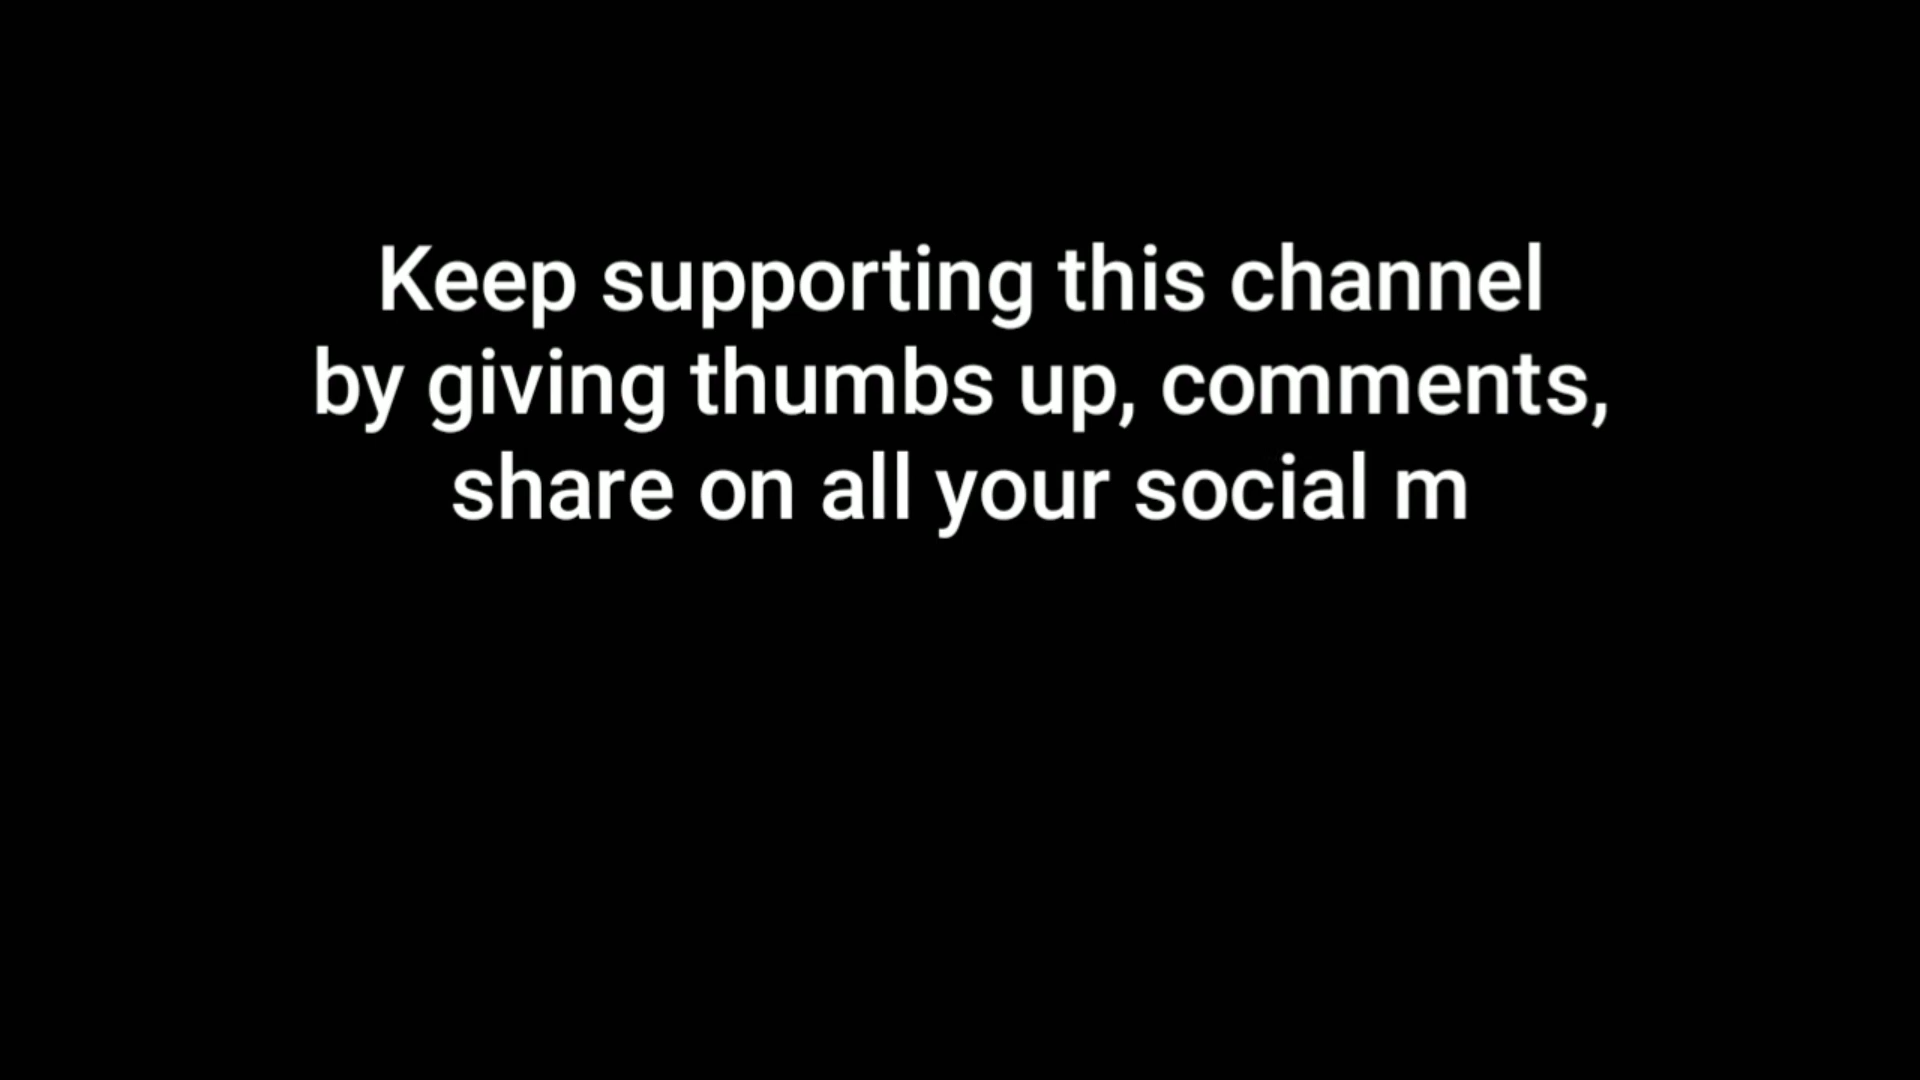 Keep supporting this channel
by giving thumbs up, comments,
share on all your social m